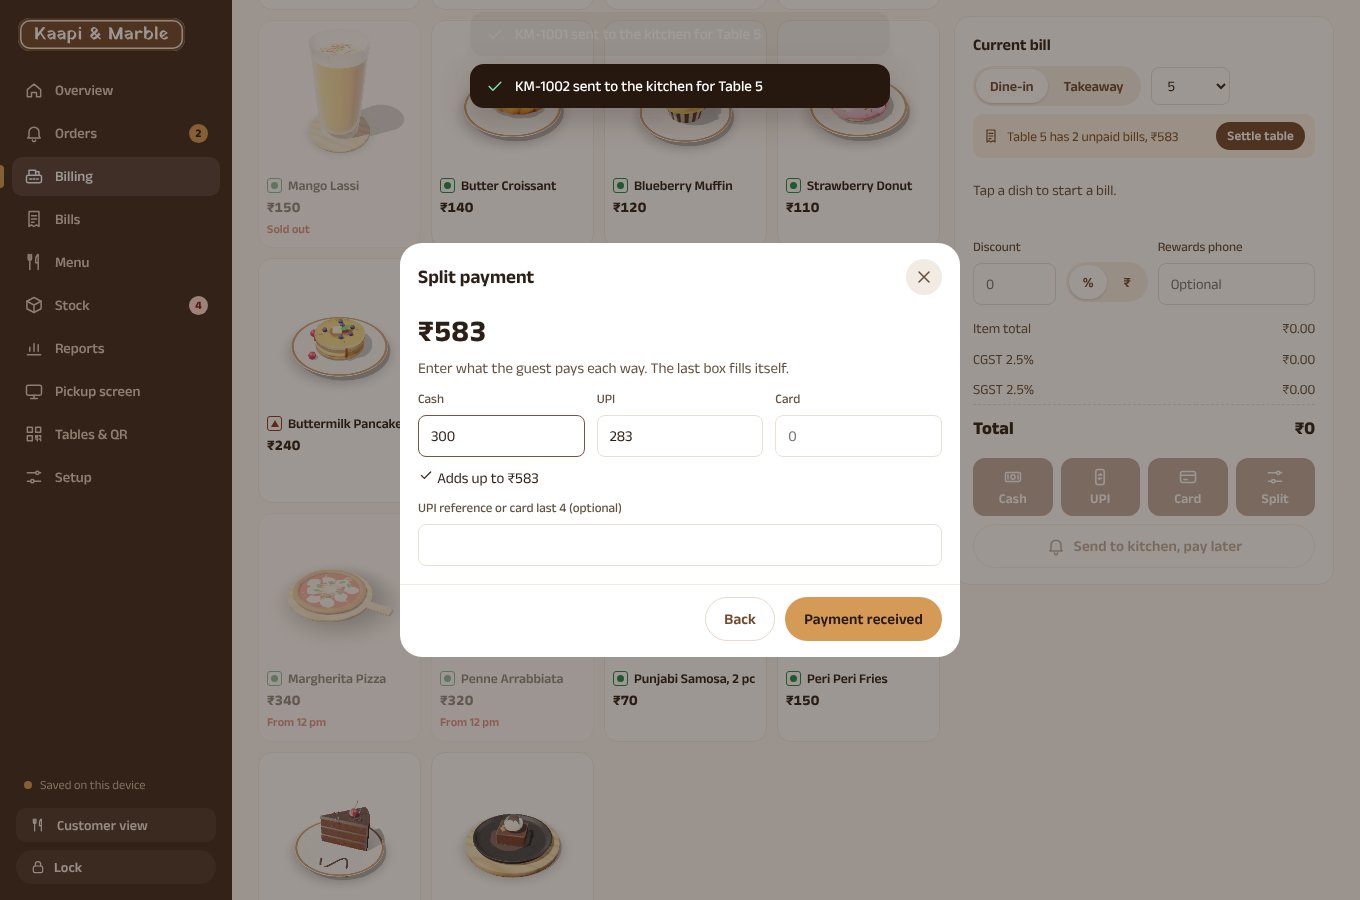 Kaapi & Marble
Overview
Orders
2
Billing
Bills
Menu
Stock
4
Reports
Pickup screen
Tables & QR
Setup
Saved on this device
Customer view
Lock
KM-1001 sent to the kitchen for Table 5
KM-1002 sent to the kitchen for Table 5
Mango Lassi
₹150
Sold out
Butter Croissant
₹140
Blueberry Muffin
₹120
Strawberry Donut
₹110
Buttermilk Pancake
₹240
Margherita Pizza
₹340
From 12 pm
Penne Arrabbiata
₹320
From 12 pm
Punjabi Samosa, 2 pc
₹70
Peri Peri Fries
₹150
Split payment
₹583
Enter what the guest pays each way. The last box fills itself.
Cash
UPI
Card
300
283
0
Adds up to ₹583
UPI reference or card last 4 (optional)
Back
Payment received
Current bill
Dine-in
Takeaway
5
Table 5 has 2 unpaid bills, ₹583
Settle table
Tap a dish to start a bill.
Discount
Rewards phone
0
%
₹
Optional
Item total
₹0.00
CGST 2.5%
₹0.00
SGST 2.5%
₹0.00
Total
₹0
Cash
UPI
Card
Split
Send to kitchen, pay later